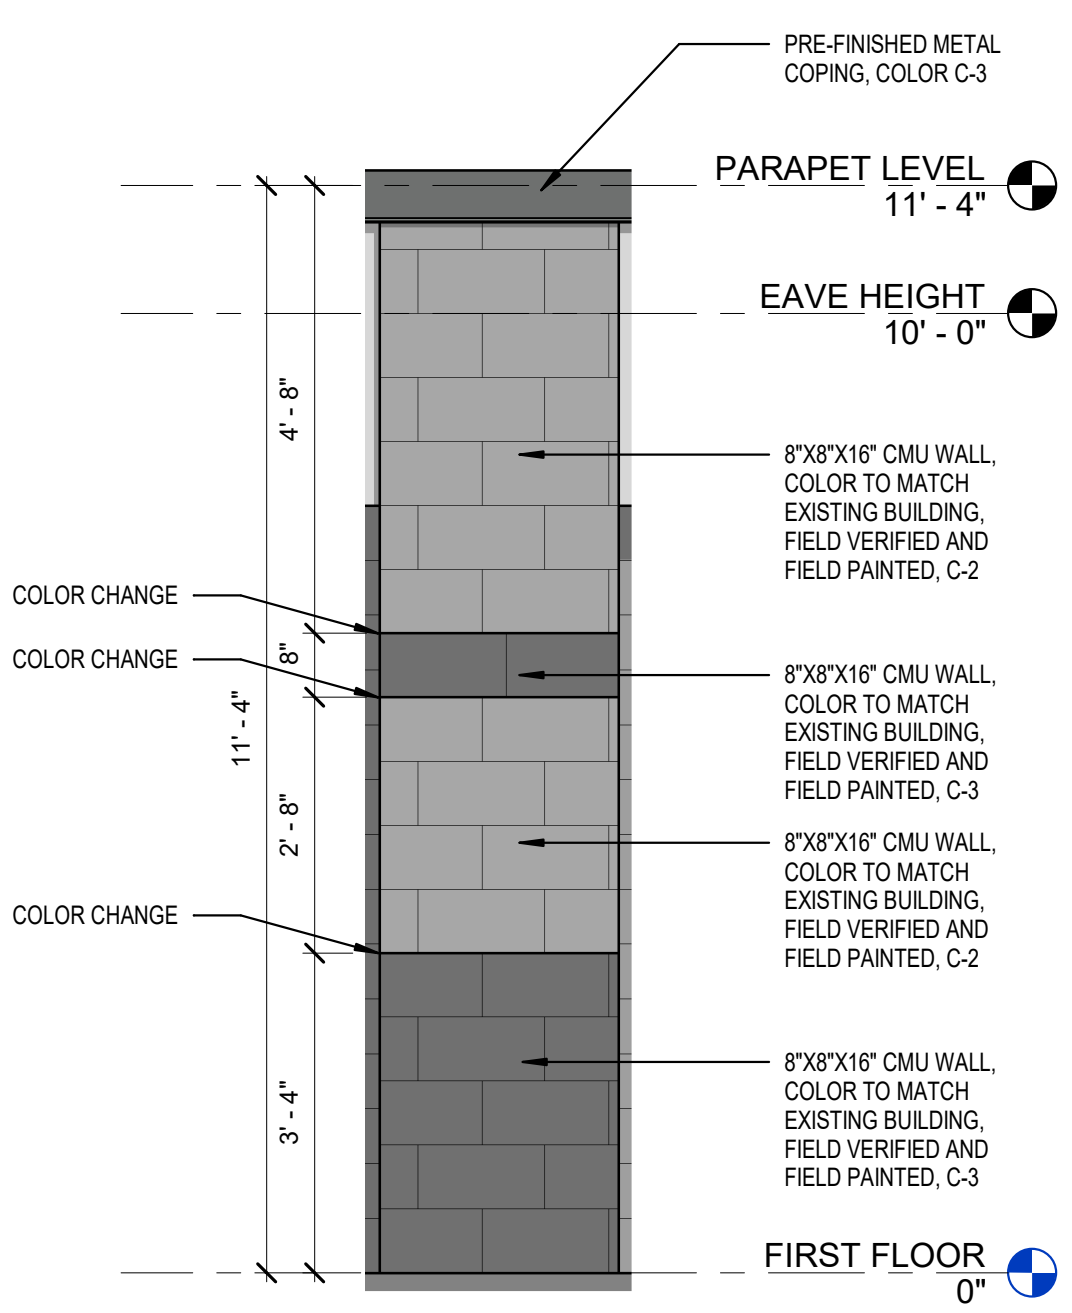 PRE-FINISHED METAL
COPING, COLOR C-3
PARAPET LEVEL
11' - 4"
EAVE HEIGHT
10' - 0"
4' - 8"
8"X8"X16" CMU WALL,
COLOR TO MATCH
EXISTING BUILDING,
FIELD VERIFIED AND
FIELD PAINTED, C-2
COLOR CHANGE
8"
COLOR CHANGE
8"X8"X16" CMU WALL,
COLOR TO MATCH
EXISTING BUILDING,
FIELD VERIFIED AND
FIELD PAINTED, C-3
11' - 4"
2' - 8"
8"X8"X16" CMU WALL,
COLOR TO MATCH
EXISTING BUILDING,
FIELD VERIFIED AND
FIELD PAINTED, C-2
COLOR CHANGE
3' - 4"
8"X8"X16" CMU WALL,
COLOR TO MATCH
EXISTING BUILDING,
FIELD VERIFIED AND
FIELD PAINTED, C-3
FIRST FLOOR
0"